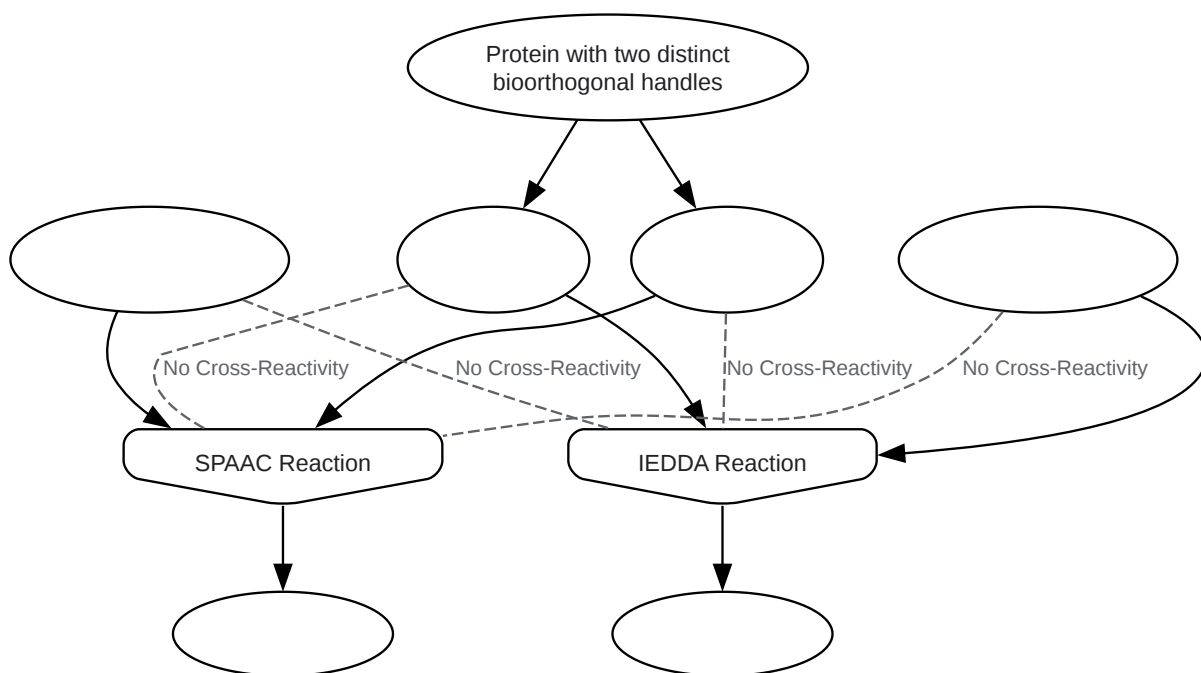 Protein with two distinct
bioorthogonal handles
No Cross-Reactivity
No Cross-Reactivity
No Cross-Reactivity
No Cross-Reactivity
SPAAC Reaction
IEDDA Reaction